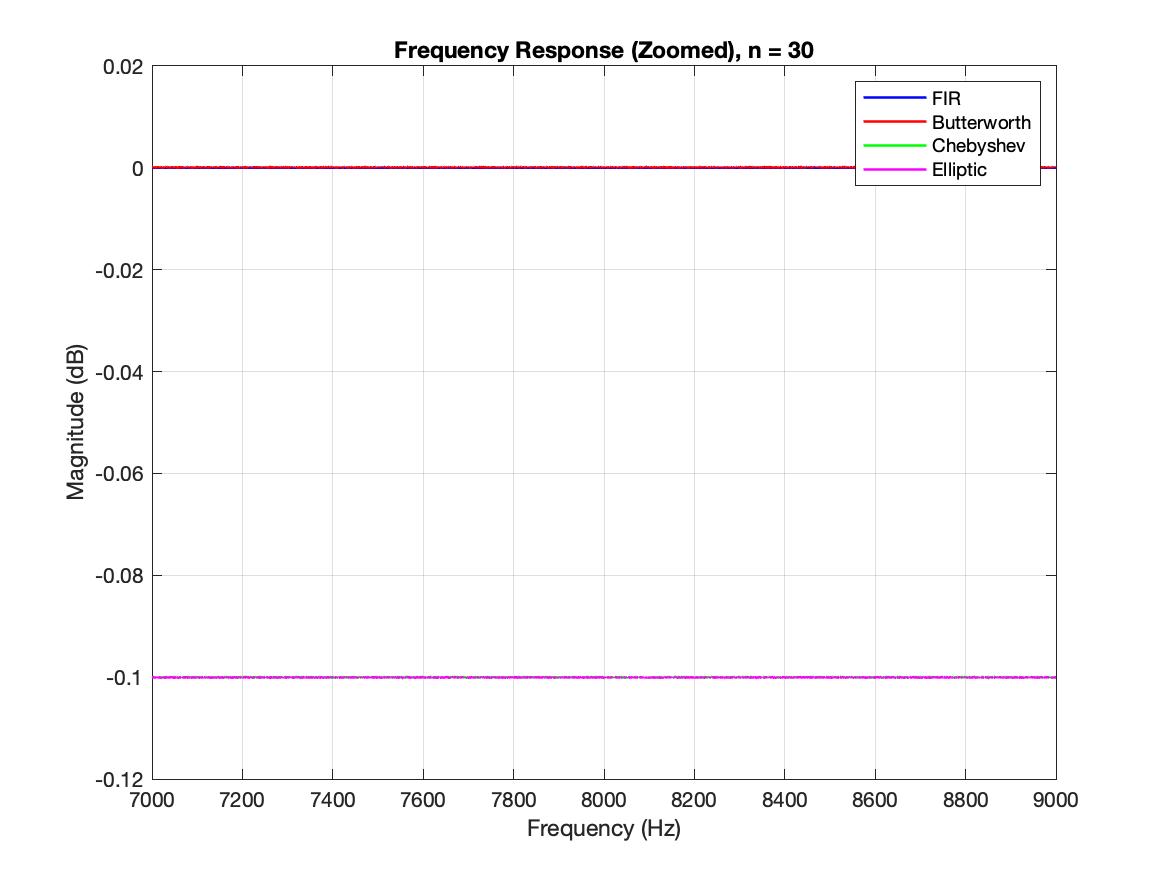 Frequency Response (Zoomed), n = 30
0.02
0
-0.02
-0.04
-0.06
-0.08
-0.1
-0.12
Magnitude (dB)
FIR
Butterworth
Chebyshev
Elliptic
7000 7200 7400 7600 7800 8000 8200 8400 8600 8800 9000
Frequency (Hz)